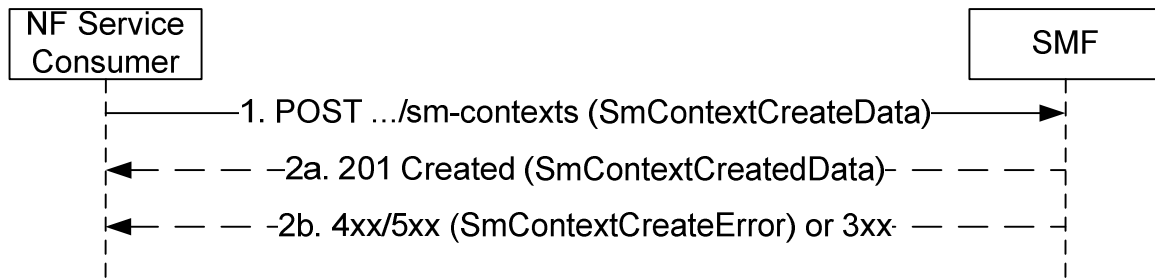 NF Service
Consumer
SMF
1. POST .../sm-contexts (SmContextCreateData)
2a. 201 Created (SmContextCreatedData)
2b. 4xx/5xx (SmContextCreateError) or 3xx